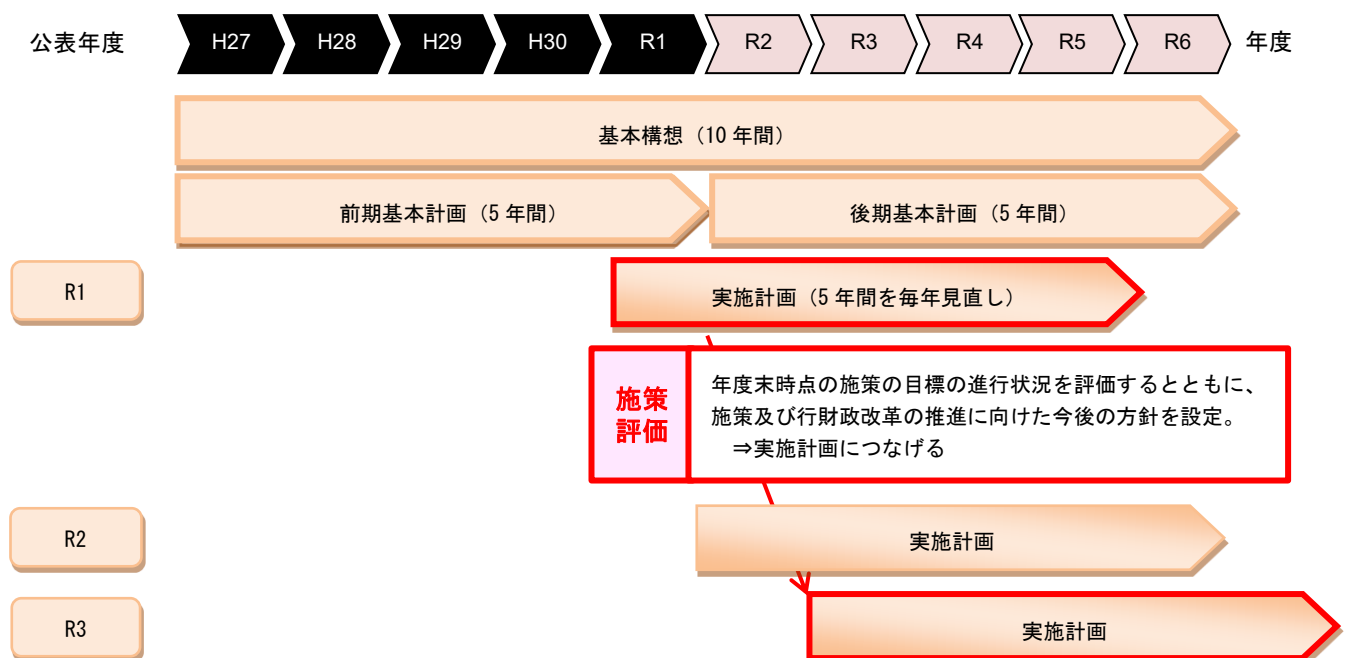 公表年度
H27
H28
H29
H30
R1
R2
R3
R4
R5
R6
年度
基本構想（10 年間）
前期基本計画（5 年間）
後期基本計画（5 年間）
R1
実施計画（5 年間を毎年見直し）
施策
評価
年度末時点の施策の目標の進行状況を評価するとともに、
施策及び行財政改革の推進に向けた今後の方針を設定。
⇒実施計画につなげる
R2
実施計画
R3
実施計画